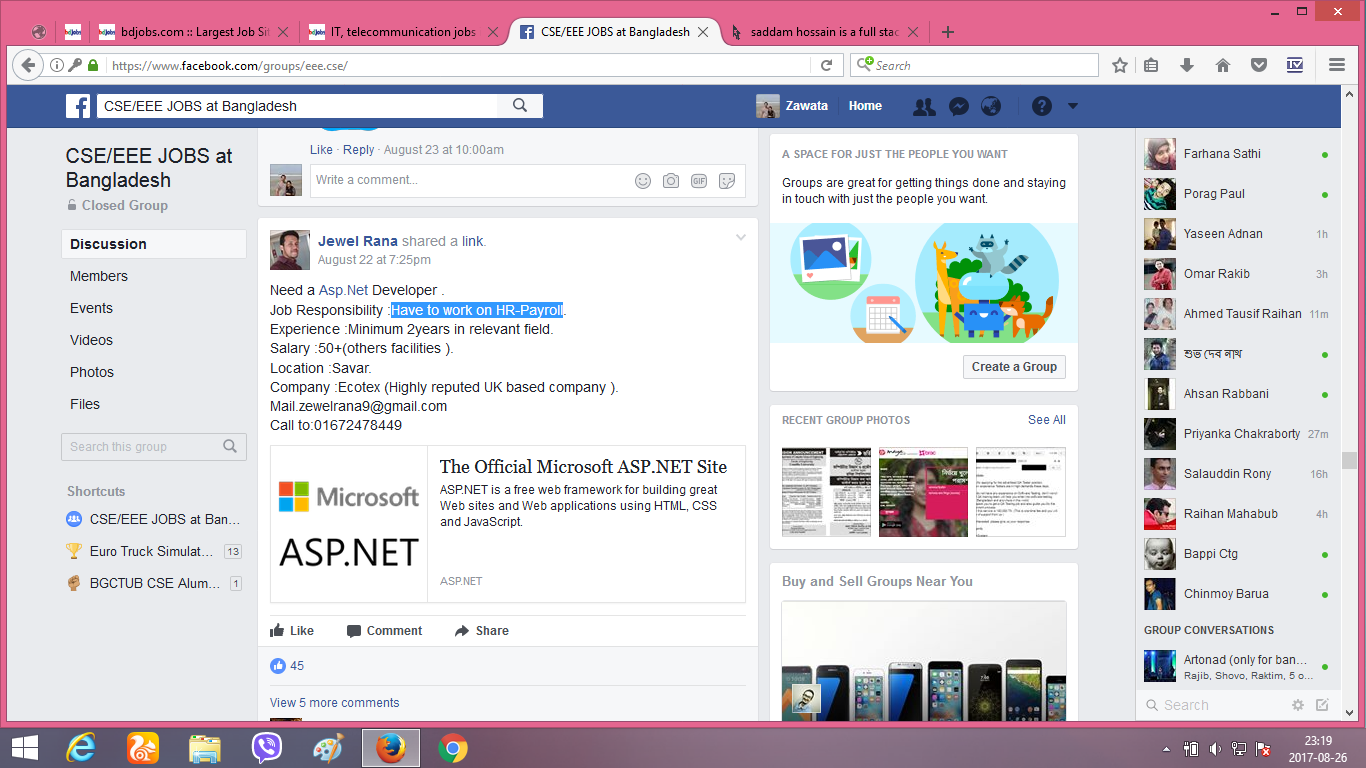 bdjobs.com :: Largest Job Sit
IT, telecommunication jobs
CSE/EEE JOBS at Bangladesh
saddam hossain is a full stac
https://www.facebook.com/groups/eee.cse/
Search
CSE/EEE JOBS at Bangladesh
Zawata
Home
CSE/EEE JOBS at
Bangladesh
Closed Group
Discussion
Members
Events
Videos
Photos
Files
Search this group
Shortcuts
CSE/EEE JOBS at Ban...
Euro Truck Simulat... 13
BGCTUB CSE Alum... 1
Like · Reply · August 23 at 10:00am
Write a comment...
GIF
Jewel Rana shared a link.
August 22 at 7:25pm
Need a Asp.Net Developer .
Job Responsibility :Have to work on HR-Payroll.
Experience :Minimum 2years in relevant field.
Salary :50+(others facilities ).
Location :Savar.
Company :Ecotex (Highly reputed UK based company ).
Mail.zewelrana9@gmail.com
Call to:01672478449
Microsoft
ASP.NET
The Official Microsoft ASP.NET Site
ASP.NET is a free web framework for building great
Web sites and Web applications using HTML, CSS
and JavaScript.
ASP.NET
Like
Comment
Share
45
View 5 more comments
A SPACE FOR JUST THE PEOPLE YOU WANT
Groups are great for getting things done and staying
in touch with just the people you want.
Create a Group
RECENT GROUP PHOTOS
See All
Buy and Sell Groups Near You
Farhana Sathi
Porag Paul
Yaseen Adnan 1h
Omar Rakib 3h
Ahmed Tausif Raihan 11m
শুভ দেব নাথ
Ahsan Rabbani
Priyanka Chakraborty 27m
Salauddin Rony 16h
Raihan Mahabub 4h
Bappi Ctg
Chinmoy Barua
GROUP CONVERSATIONS
Artonad (only for ban...
Rajib, Shovo, Raktim, 5 o...
Search
23:19
2017-08-26